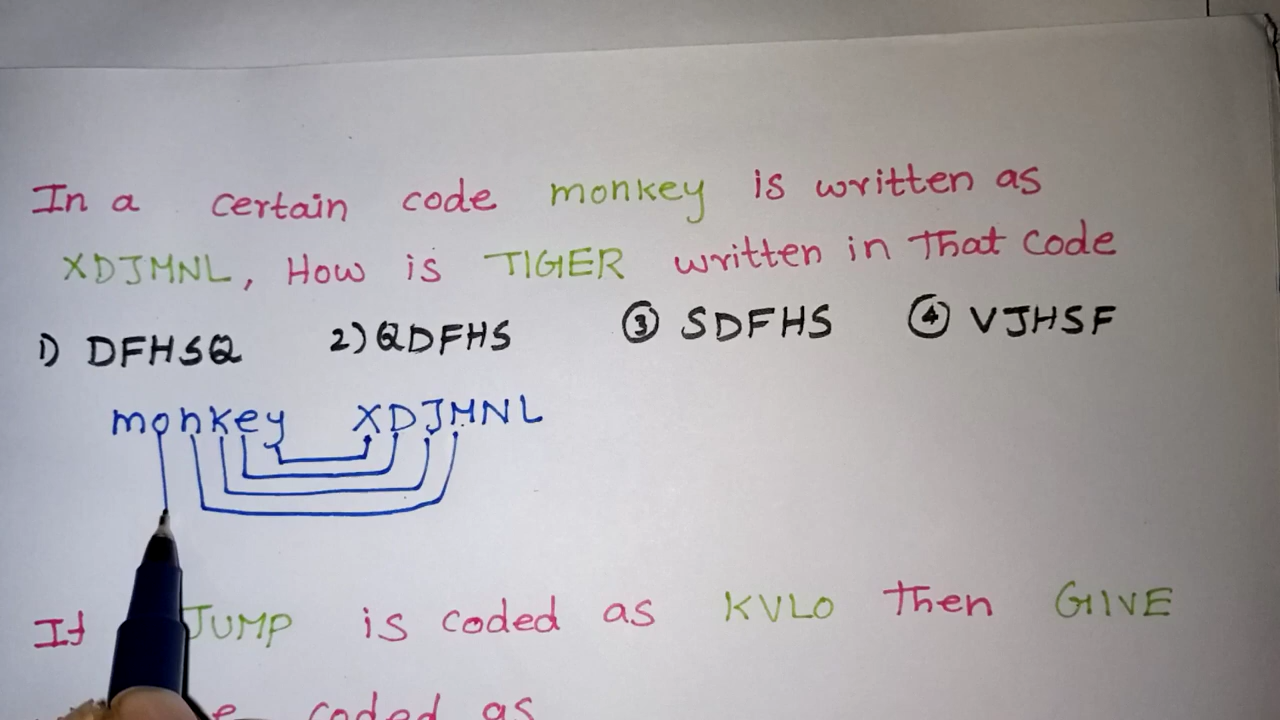 In a certain code monkey is written as
XDJMNL, How is TIGER written in That Code
1) DFHSQ 2) QDFHS ③ SDFHS ④ VJHSF
monkey XDJMNL
If JUMP is coded as KVLO Then GIVE
coded as